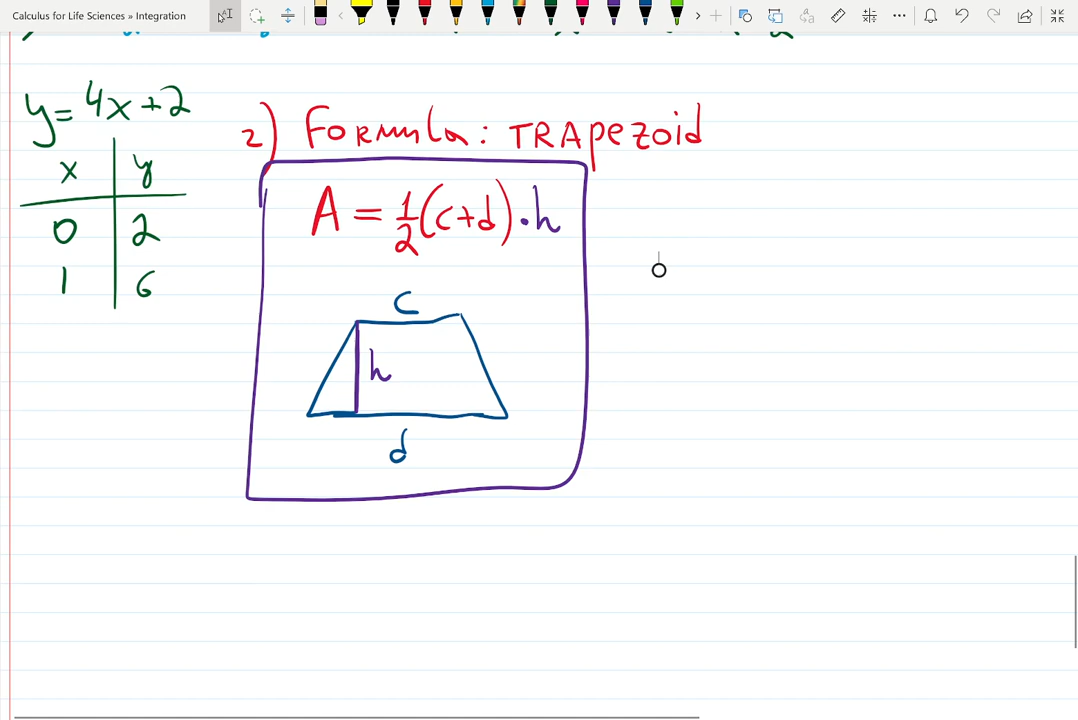 Calculus for Life Sciences » Integration
y = 4x + 2
x y
0 2
1 6
2) FORMULA: TRAPEZOID
A = 1/2 (c+d) · h
c
h
d